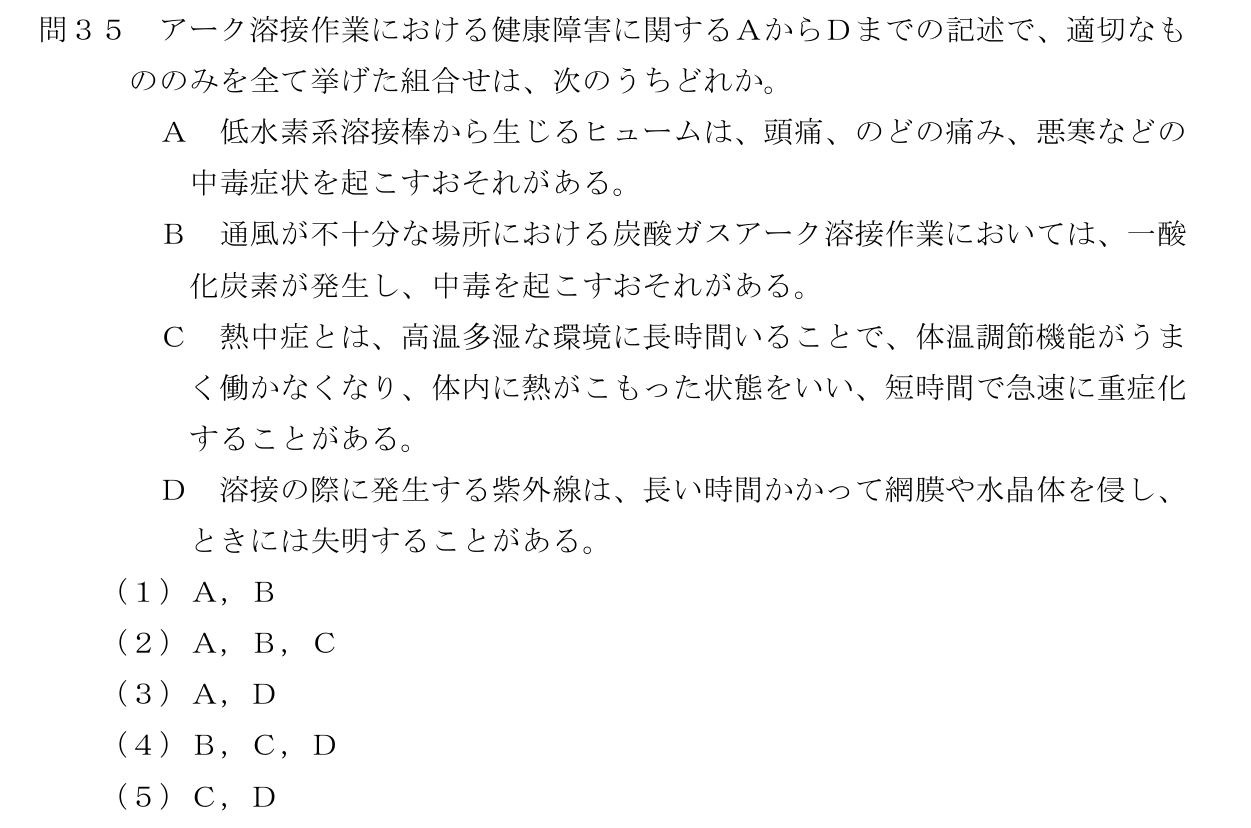 問３５　アーク溶接作業における健康障害に関するＡからＤまでの記述で、適切なも
ののみを全て挙げた組合せは、次のうちどれか。
Ａ　低水素系溶接棒から生じるヒュームは、頭痛、のどの痛み、悪寒などの
中毒症状を起こすおそれがある。
Ｂ　通風が不十分な場所における炭酸ガスアーク溶接作業においては、一酸
化炭素が発生し、中毒を起こすおそれがある。
Ｃ　熱中症とは、高温多湿な環境に長時間いることで、体温調節機能がうま
く働かなくなり、体内に熱がこもった状態をいい、短時間で急速に重症化
することがある。
Ｄ　溶接の際に発生する紫外線は、長い時間かかって網膜や水晶体を侵し、
ときには失明することがある。
（１）Ａ，Ｂ
（２）Ａ，Ｂ，Ｃ
（３）Ａ，Ｄ
（４）Ｂ，Ｃ，Ｄ
（５）Ｃ，Ｄ